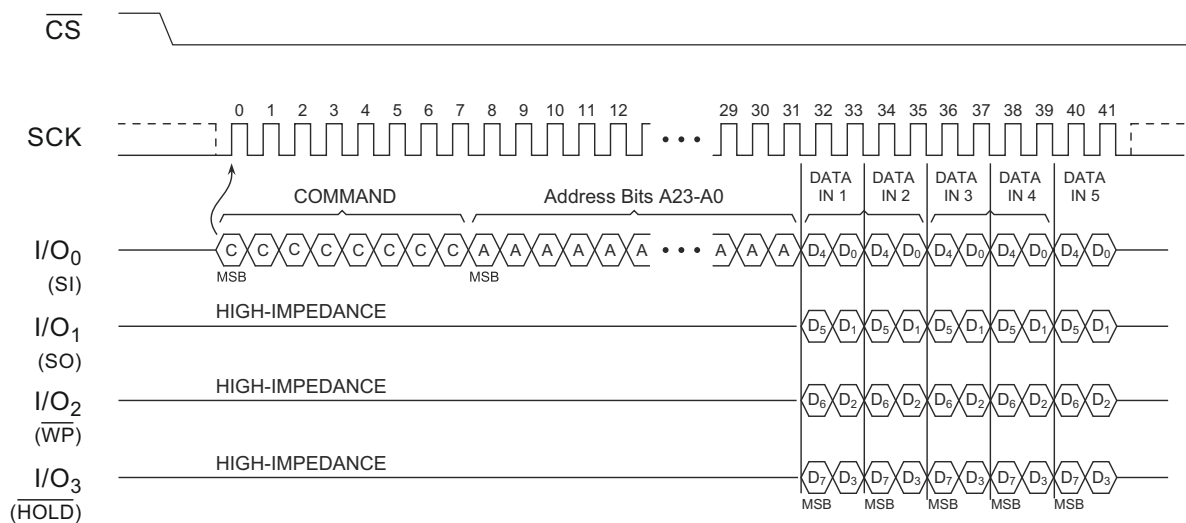 CS
0 1 2 3 4 5 6 7 8 9 10 11 12 29 30 31 32 33 34 35 36 37 38 39 40 41
SCK •••
DATA IN 1 DATA IN 2 DATA IN 3 DATA IN 4 DATA IN 5
COMMAND Address Bits A23-A0
I/O0 C C C C C C C C A A A A A A ••• A A A D4 D0 D4 D0 D4 D0 D4 D0 D4 D0
(SI) MSB MSB
HIGH-IMPEDANCE
I/O1 D5 D1 D5 D1 D5 D1 D5 D1 D5 D1
(SO)
HIGH-IMPEDANCE
I/O2 D6 D2 D6 D2 D6 D2 D6 D2 D6 D2
(WP)
HIGH-IMPEDANCE
I/O3 D7 D3 D7 D3 D7 D3 D7 D3 D7 D3
(HOLD) MSB MSB MSB MSB MSB